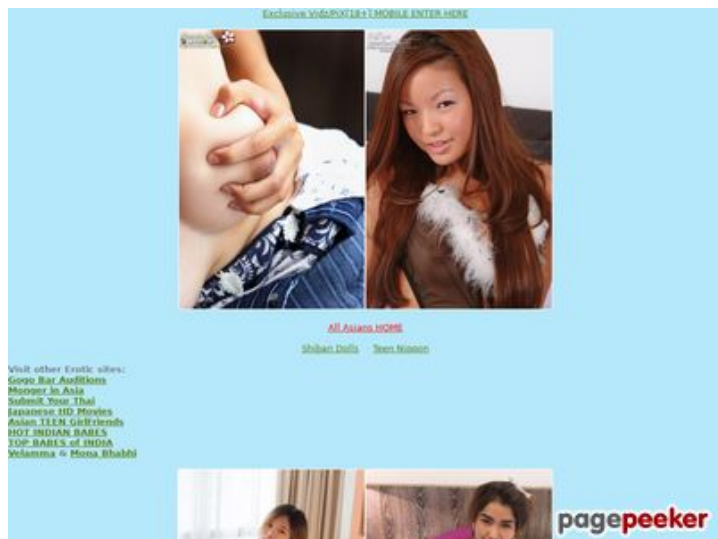 Exclusive Vidz/PiX[18+] MOBILE ENTER HERE
All Asians HOME
Shiban Dolls Teen Nippon
Visit other Erotic sites:
Gogo Bar Auditions
Monger in Asia
Submit Your Thai
Japanese HD Movies
Asian TEEN GirlFriends
HOT INDIAN BABES
TOP BABES of INDIA
Velamma & Mona Bhabhi
pagepeeker